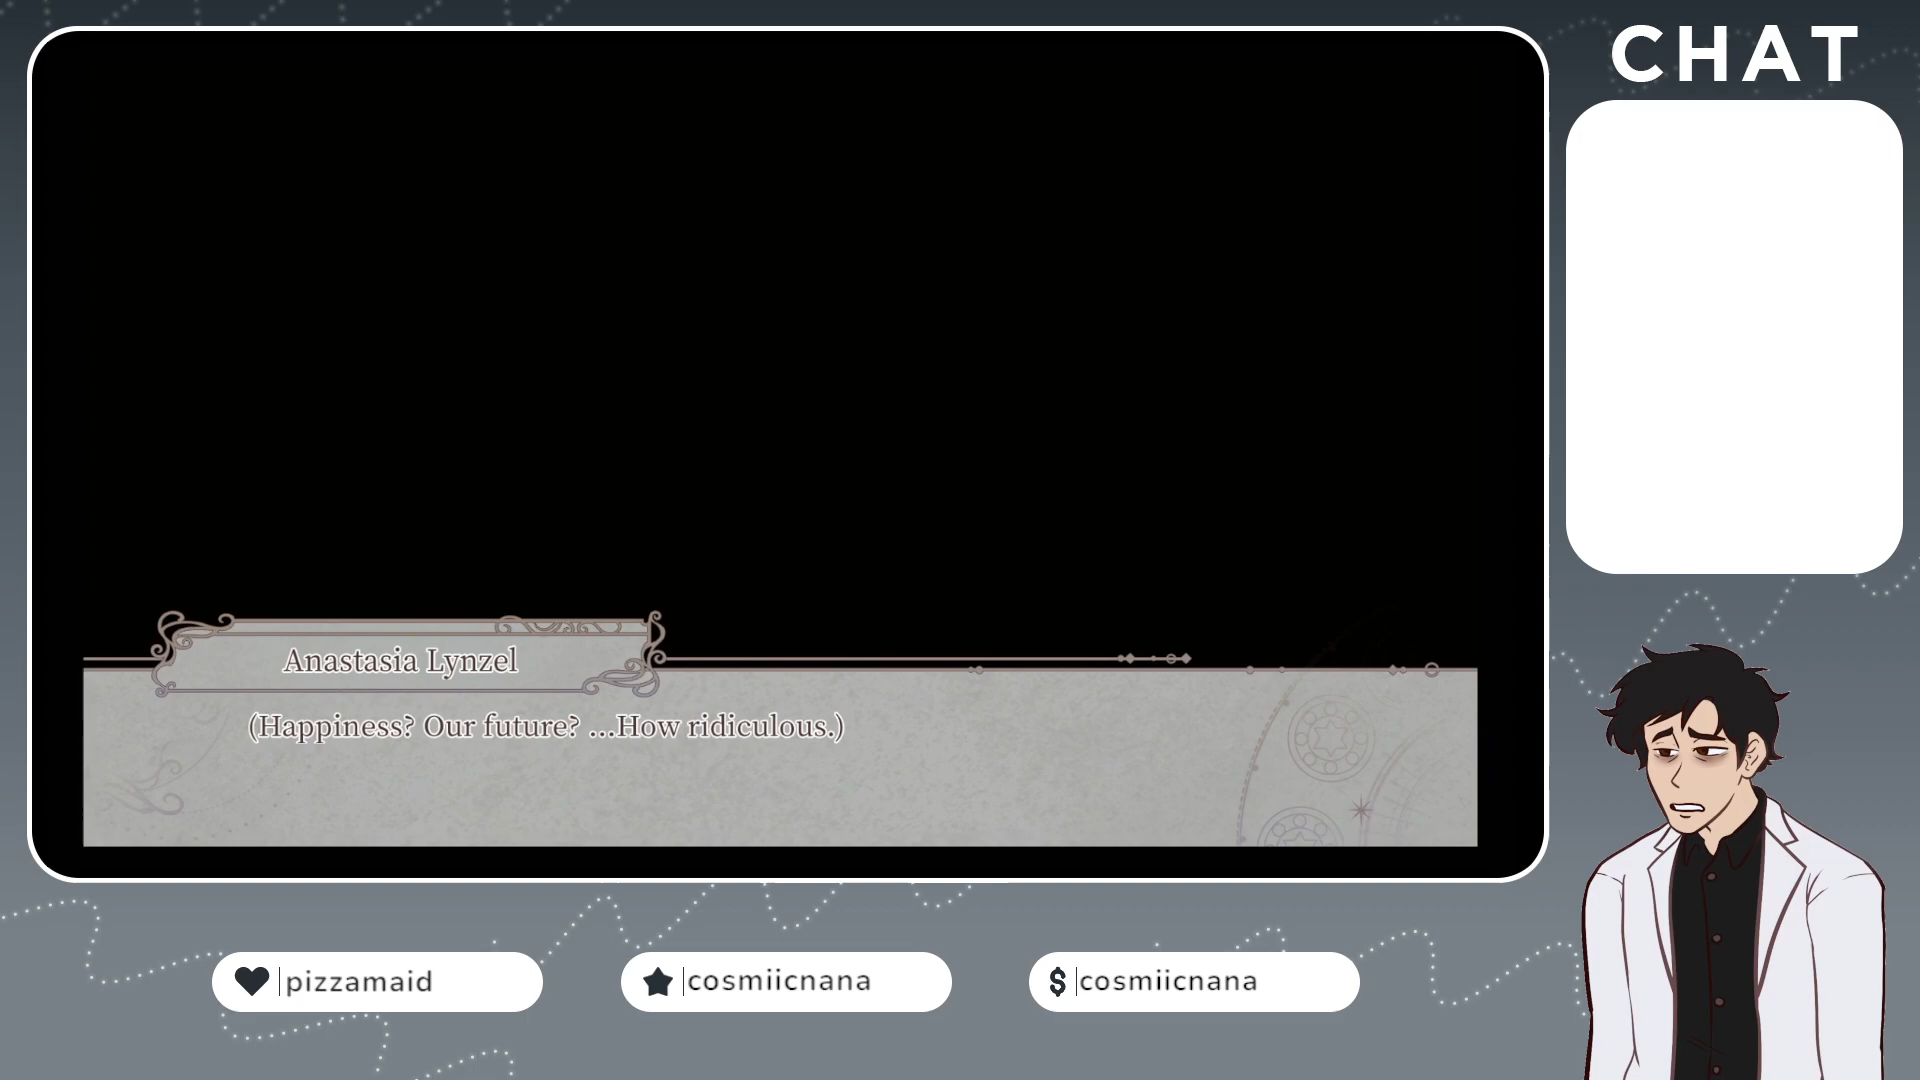 CHAT
Anastasia Lynzel
(Happiness? Our future? ...How ridiculous.)
pizzamaid
cosmiicnana
$ cosmiicnana